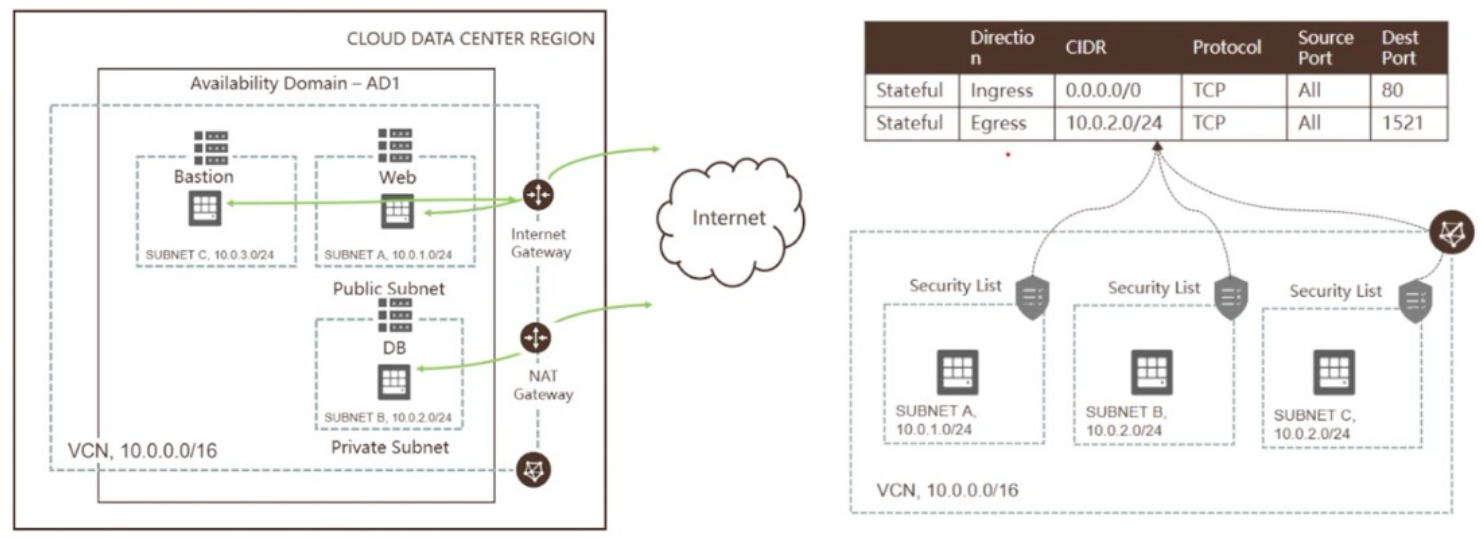 CLOUD DATA CENTER REGION
Availability Domain – AD1
Bastion
SUBNET C, 10.0.3.0/24
Web
SUBNET A, 10.0.1.0/24
Public Subnet
DB
SUBNET B, 10.0.2.0/24
Private Subnet
VCN, 10.0.0.0/16
Internet
Gateway
NAT
Gateway
Internet
Directio
n CIDR Protocol Source
Port Dest
Port
Stateful Ingress 0.0.0.0/0 TCP All 80
Stateful Egress 10.0.2.0/24 TCP All 1521
Security List
SUBNET A,
10.0.1.0/24
Security List
SUBNET B,
10.0.2.0/24
Security List
SUBNET C,
10.0.2.0/24
VCN, 10.0.0.0/16